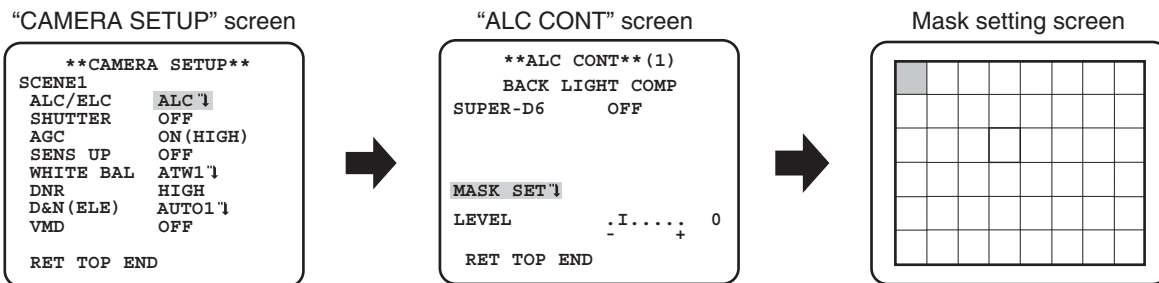 “CAMERA SETUP” screen
**CAMERA SETUP**
SCENE1
ALC/ELC ALC
SHUTTER OFF
AGC ON(HIGH)
SENS UP OFF
WHITE BAL ATW1
DNR HIGH
D&N(ELE) AUTO1
VMD OFF
RET TOP END
“ALC CONT” screen
**ALC CONT**(1)
BACK LIGHT COMP
SUPER-D6 OFF
MASK SET
LEVEL .I..... 0
- +
RET TOP END
Mask setting screen